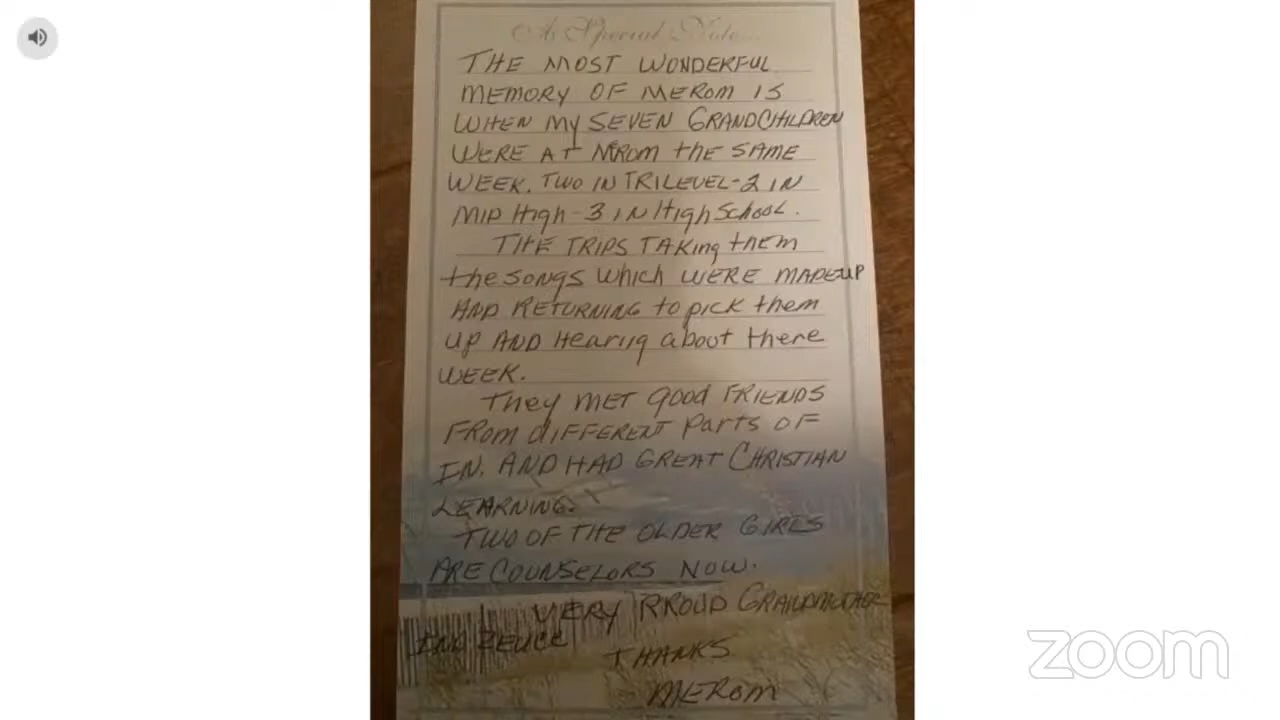 A Special Note
THE MOST WONDERFUL
MEMORY OF MEROM IS
WHEN MY SEVEN GRANDCHILDREN
WERE AT MROM the SAME
WEEK. TWO IN TRILEVEL-2 IN
MID High-3 IN High School.
THE TRIPS TAKing them
the songs which WERE MADEUP
AND RETURNING to pick them
up AND Hearing about there
WEEK.
They MET good FRIENDS
FROM dIFFERENT parts OF
IN. AND HAD GREAT CHRISTIAN
LEARNING.
TWO OF THE OLDER GIRLS
ARE COUNSELORS NOW.
VERY PROUD GRANDMOTHER
THANKS
MEROM
zoom